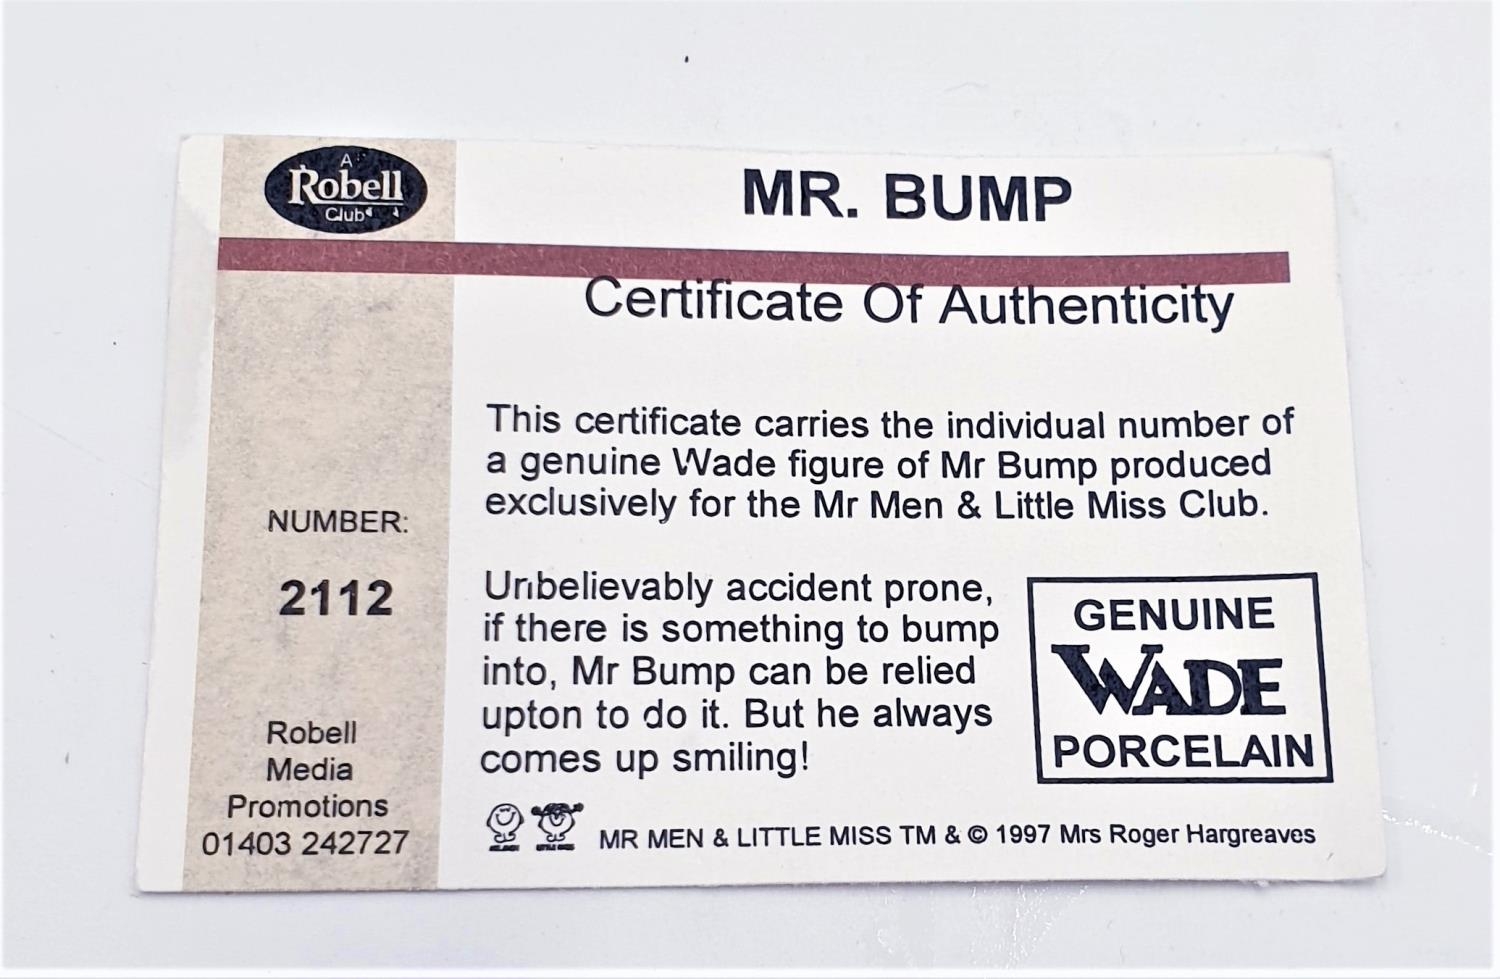 A
Robell
Club
MR. BUMP
Certificate Of Authenticity
This certificate carries the individual number of
a genuine Wade figure of Mr Bump produced
exclusively for the Mr Men & Little Miss Club.
NUMBER:
2112
Unbelievably accident prone,
if there is something to bump
into, Mr Bump can be relied
upton to do it. But he always
comes up smiling!
GENUINE
WADE
PORCELAIN
Robell
Media
Promotions
01403 242727
MR MEN & LITTLE MISS TM & © 1997 Mrs Roger Hargreaves